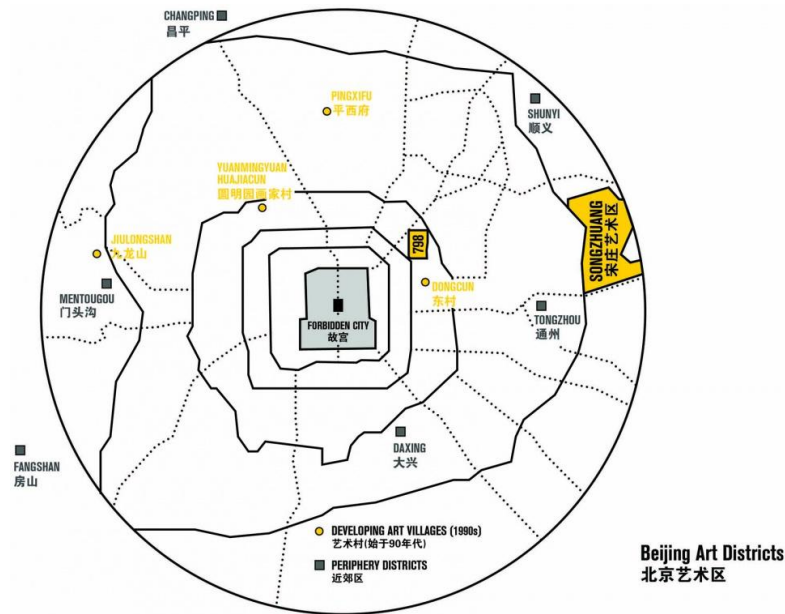 CHANGPING
昌平
PINGXIFU
平西府
SHUNYI
顺义
YUANMINGYUAN
HUAJIACUN
圆明园画家村
SONGZHUANG
宋庄艺术区
798
JIULONGSHAN
九龙山
MENTOUGOU
门头沟
DONGCUN
东村
TONGZHOU
通州
FORBIDDEN CITY
故宫
DAXING
大兴
FANGSHAN
房山
DEVELOPING ART VILLAGES (1990s)
艺术村(始于90年代)
PERIPHERY DISTRICTS
近郊区
Beijing Art Districts
北京艺术区